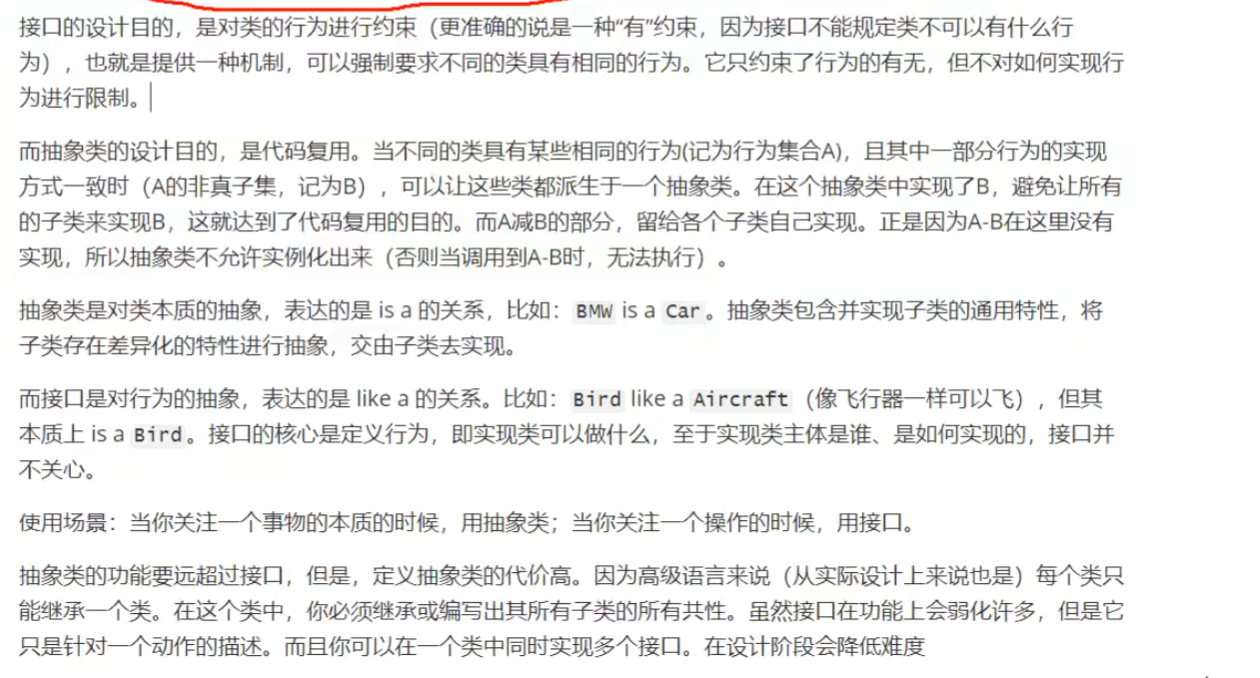 接口的设计目的，是对类的行为进行约束（更准确的说是一种“有”约束，因为接口不能规定类不可以有什么行
为），也就是提供一种机制，可以强制要求不同的类具有相同的行为。它只约束了行为的有无，但不对如何实现行
为进行限制。
而抽象类的设计目的，是代码复用。当不同的类具有某些相同的行为(记为行为集合A)，且其中一部分行为的实现
方式一致时（A的非真子集，记为B），可以让这些类都派生于一个抽象类。在这个抽象类中实现了B，避免让所有
的子类来实现B，这就达到了代码复用的目的。而A减B的部分，留给各个子类自己实现。正是因为A-B在这里没有
实现，所以抽象类不允许实例化出来（否则当调用到A-B时，无法执行）。
抽象类是对类本质的抽象，表达的是 is a 的关系，比如：BMW is a Car。抽象类包含并实现子类的通用特性，将
子类存在差异化的特性进行抽象，交由子类去实现。
而接口是对行为的抽象，表达的是 like a 的关系。比如：Bird like a Aircraft（像飞行器一样可以飞），但其
本质上 is a Bird。接口的核心是定义行为，即实现类可以做什么，至于实现类主体是谁、是如何实现的，接口并
不关心。
使用场景：当你关注一个事物的本质的时候，用抽象类；当你关注一个操作的时候，用接口。
抽象类的功能要远超过接口，但是，定义抽象类的代价高。因为高级语言来说（从实际设计上来说也是）每个类只
能继承一个类。在这个类中，你必须继承或编写出其所有子类的所有共性。虽然接口在功能上会弱化许多，但是它
只是针对一个动作的描述。而且你可以在一个类中同时实现多个接口。在设计阶段会降低难度